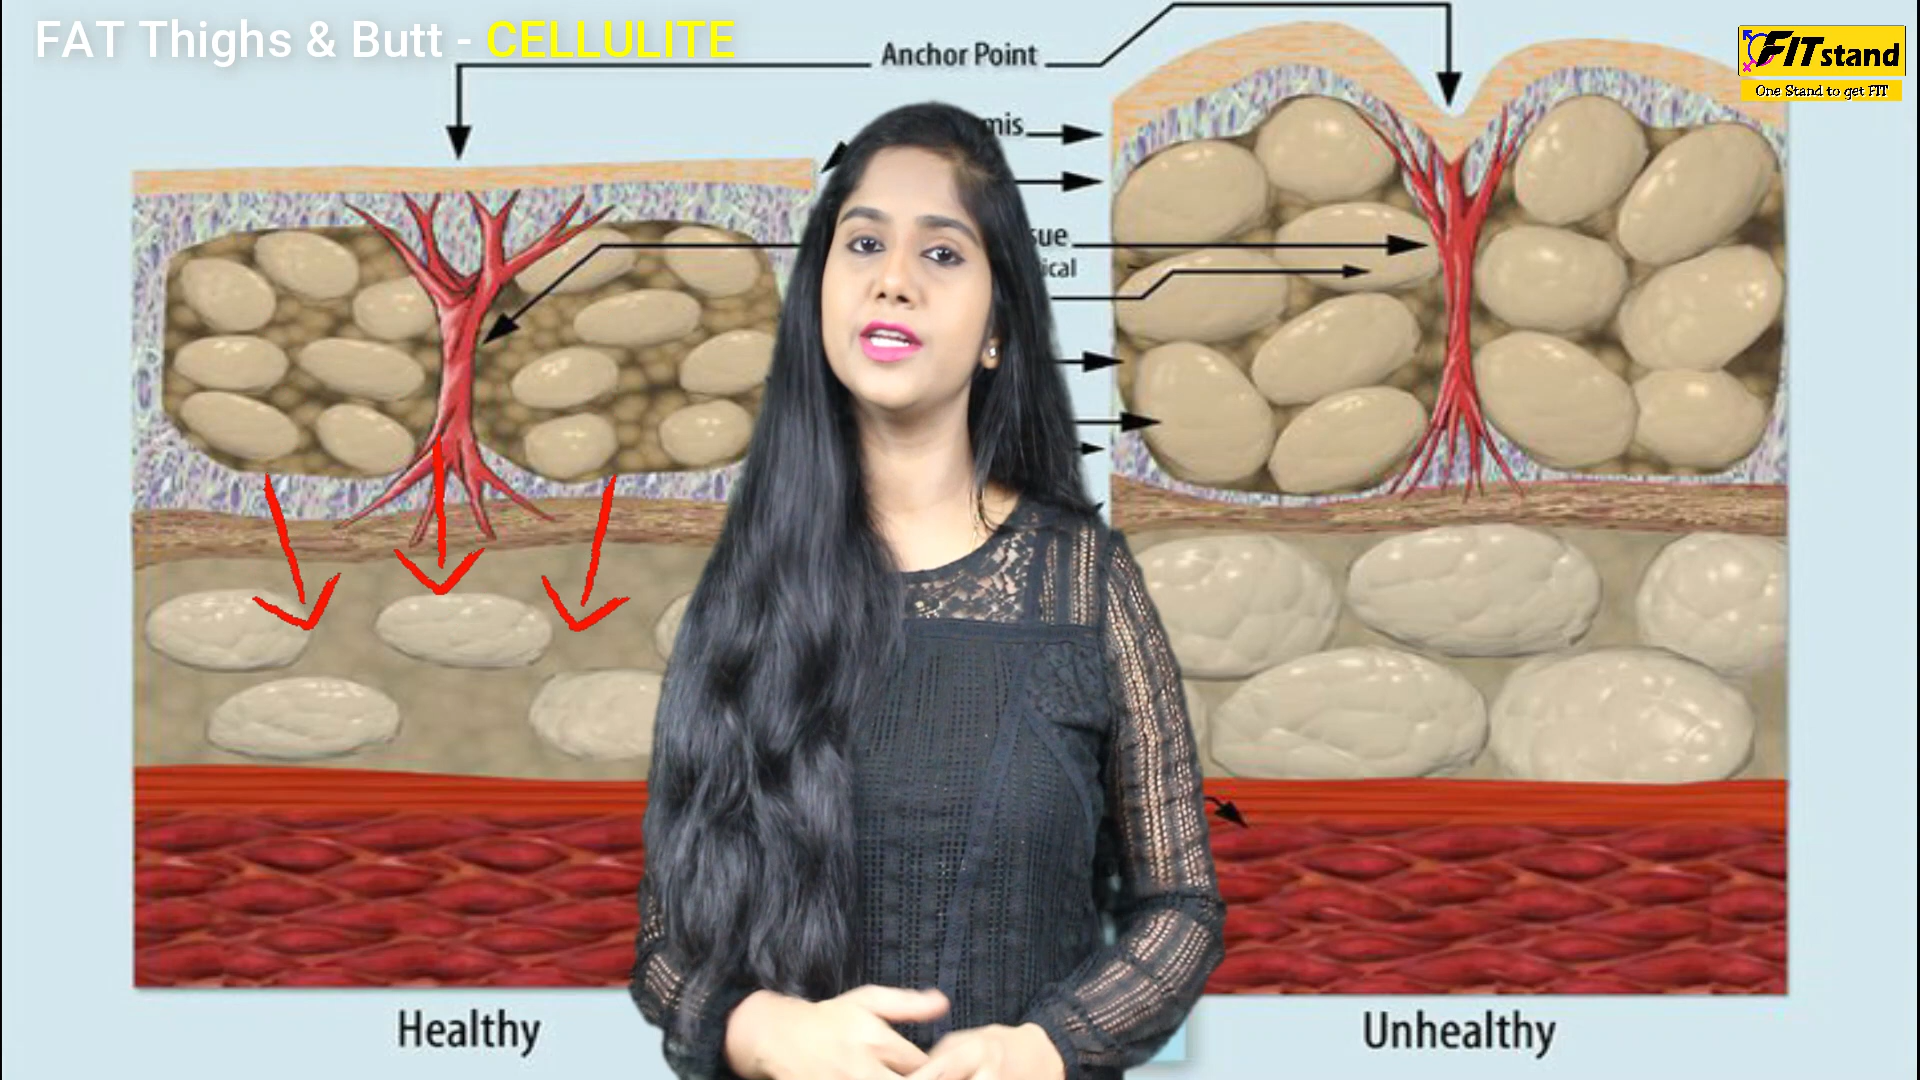 FAT Thighs & Butt - CELLULITE
FITstand
One Stand to get FIT
Anchor Point
Healthy
Unhealthy